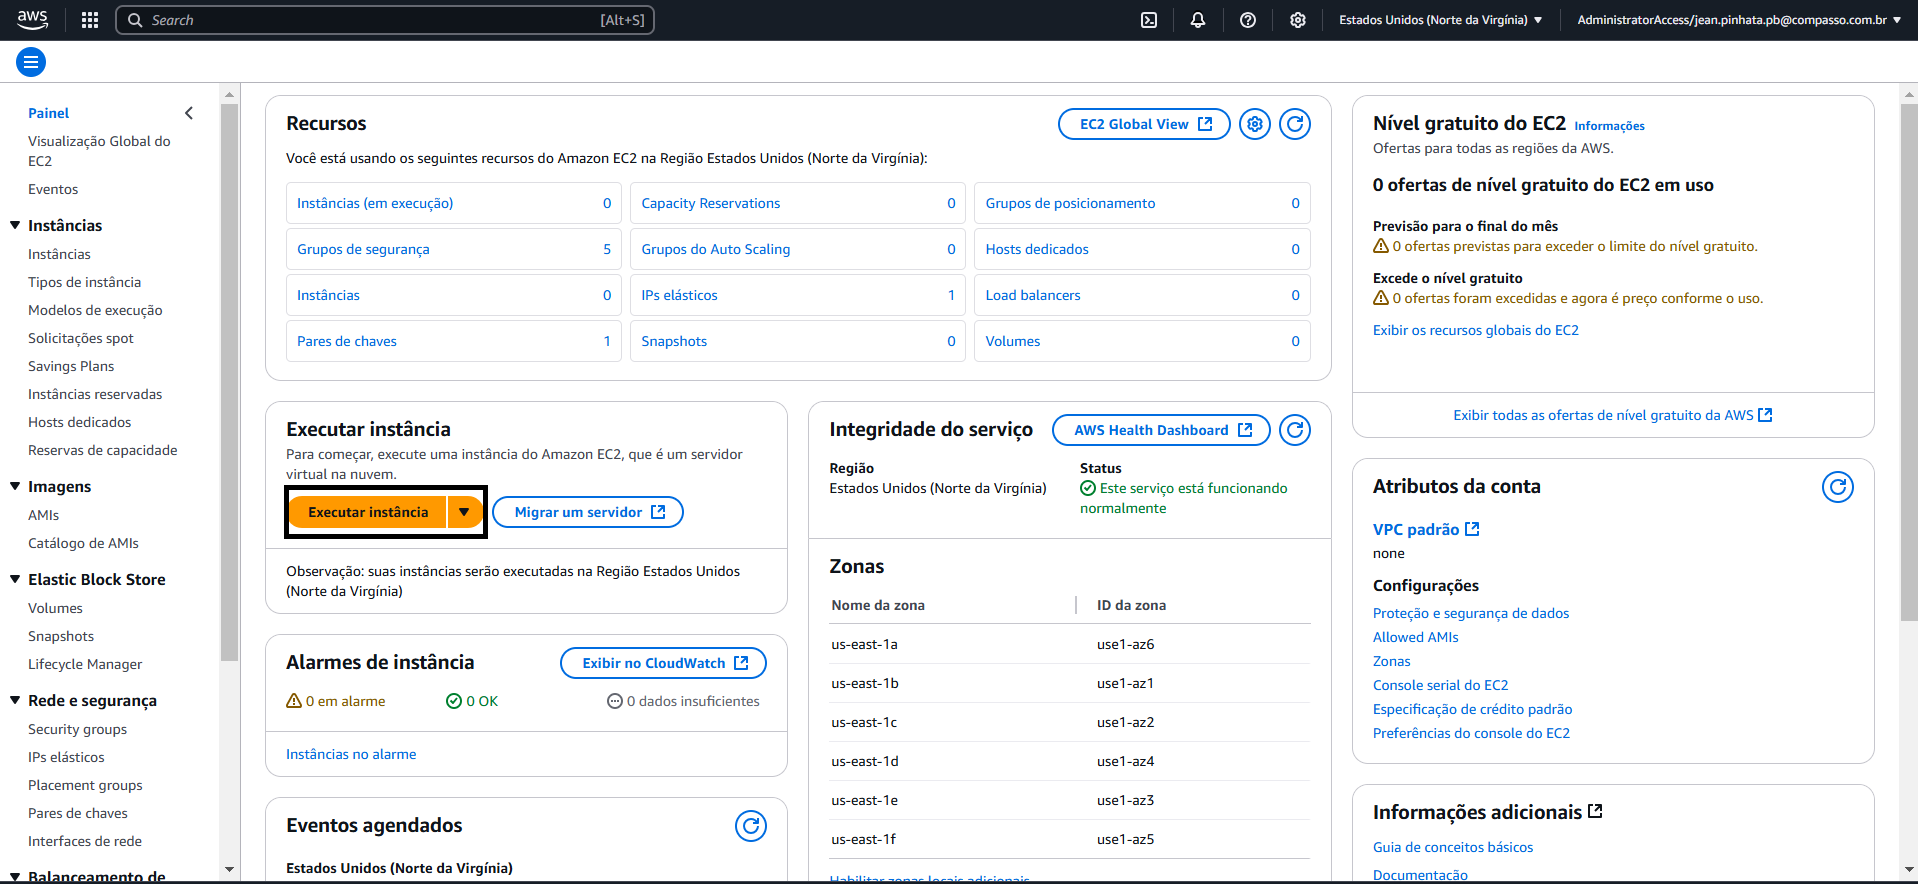 aws
Search
[Alt+S]
Estados Unidos (Norte da Virgínia)
AdministratorAccess/jean.pinhata.pb@compasso.com.br
Painel
Visualização Global do
EC2
Eventos
Instâncias
Instâncias
Tipos de instância
Modelos de execução
Solicitações spot
Savings Plans
Instâncias reservadas
Hosts dedicados
Reservas de capacidade
Imagens
AMIs
Catálogo de AMIs
Elastic Block Store
Volumes
Snapshots
Lifecycle Manager
Rede e segurança
Security groups
IPs elásticos
Placement groups
Pares de chaves
Interfaces de rede
Balanceamento de
Recursos
EC2 Global View
Você está usando os seguintes recursos do Amazon EC2 na Região Estados Unidos (Norte da Virgínia):
Instâncias (em execução) 0
Capacity Reservations 0
Grupos de posicionamento 0
Grupos de segurança 5
Grupos do Auto Scaling 0
Hosts dedicados 0
Instâncias 0
IPs elásticos 1
Load balancers 0
Pares de chaves 1
Snapshots 0
Volumes 0
Executar instância
Para começar, execute uma instância do Amazon EC2, que é um servidor
virtual na nuvem.
Executar instância
Migrar um servidor
Observação: suas instâncias serão executadas na Região Estados Unidos
(Norte da Virgínia)
Alarmes de instância
Exibir no CloudWatch
0 em alarme
0 OK
0 dados insuficientes
Instâncias no alarme
Eventos agendados
Estados Unidos (Norte da Virgínia)
Integridade do serviço
AWS Health Dashboard
Região
Estados Unidos (Norte da Virgínia)
Status
Este serviço está funcionando
normalmente
Zonas
Nome da zona ID da zona
us-east-1a use1-az6
us-east-1b use1-az1
us-east-1c use1-az2
us-east-1d use1-az4
us-east-1e use1-az3
us-east-1f use1-az5
Habilitar zonas locais adicionais
Nível gratuito do EC2 Informações
Ofertas para todas as regiões da AWS.
0 ofertas de nível gratuito do EC2 em uso
Previsão para o final do mês
0 ofertas previstas para exceder o limite do nível gratuito.
Excede o nível gratuito
0 ofertas foram excedidas e agora é preço conforme o uso.
Exibir os recursos globais do EC2
Exibir todas as ofertas de nível gratuito da AWS
Atributos da conta
VPC padrão
none
Configurações
Proteção e segurança de dados
Allowed AMIs
Zonas
Console serial do EC2
Especificação de crédito padrão
Preferências do console do EC2
Informações adicionais
Guia de conceitos básicos
Documentação